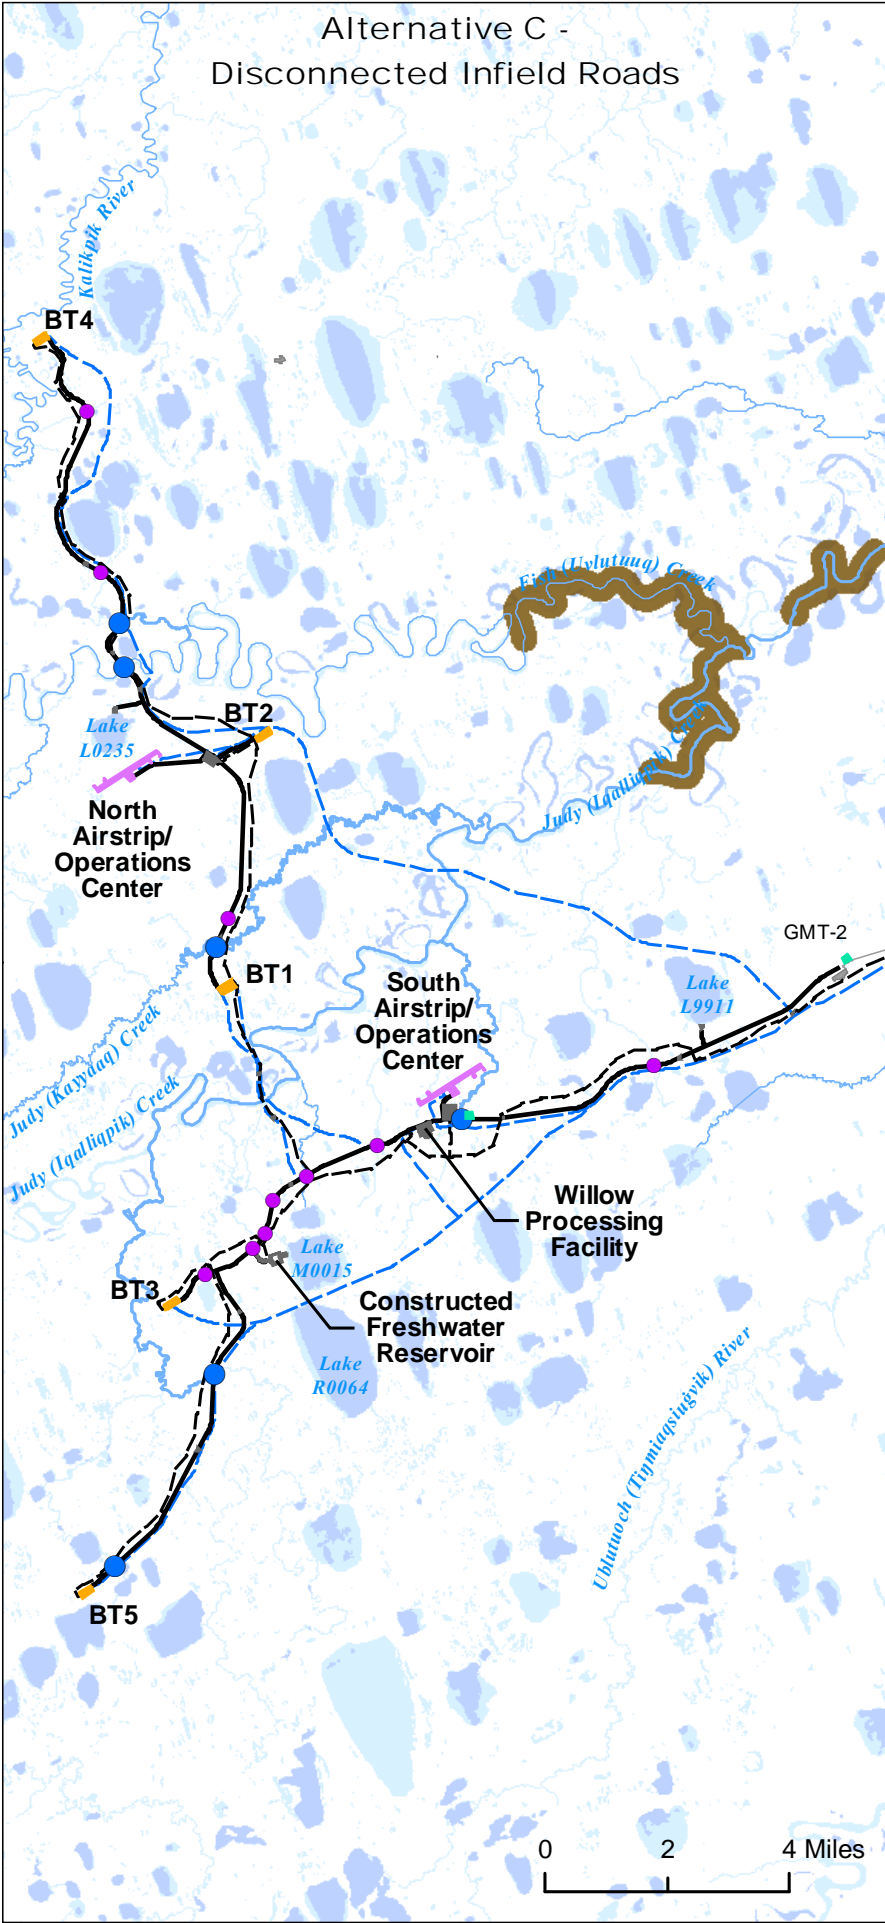 Alternative C -
Disconnected Infield Roads
Kalikpik River
BT4
Fish (Uvlutuuq) Creek
BT2
Lake
L0235
Judy (Iqalliqpik) Creek
North
Airstrip/
Operations
Center
GMT-2
BT1
South
Airstrip/
Operations
Center
Lake
L9911
Judy (Kayyaaq) Creek
Judy (Iqalliqpik) Creek
Willow
Processing
Facility
Lake
M0015
BT3
Constructed
Freshwater
Reservoir
Lake
R0064
Ublutuoch (Tiŋmiaqsiuġvik) River
BT5
0 2 4 Miles